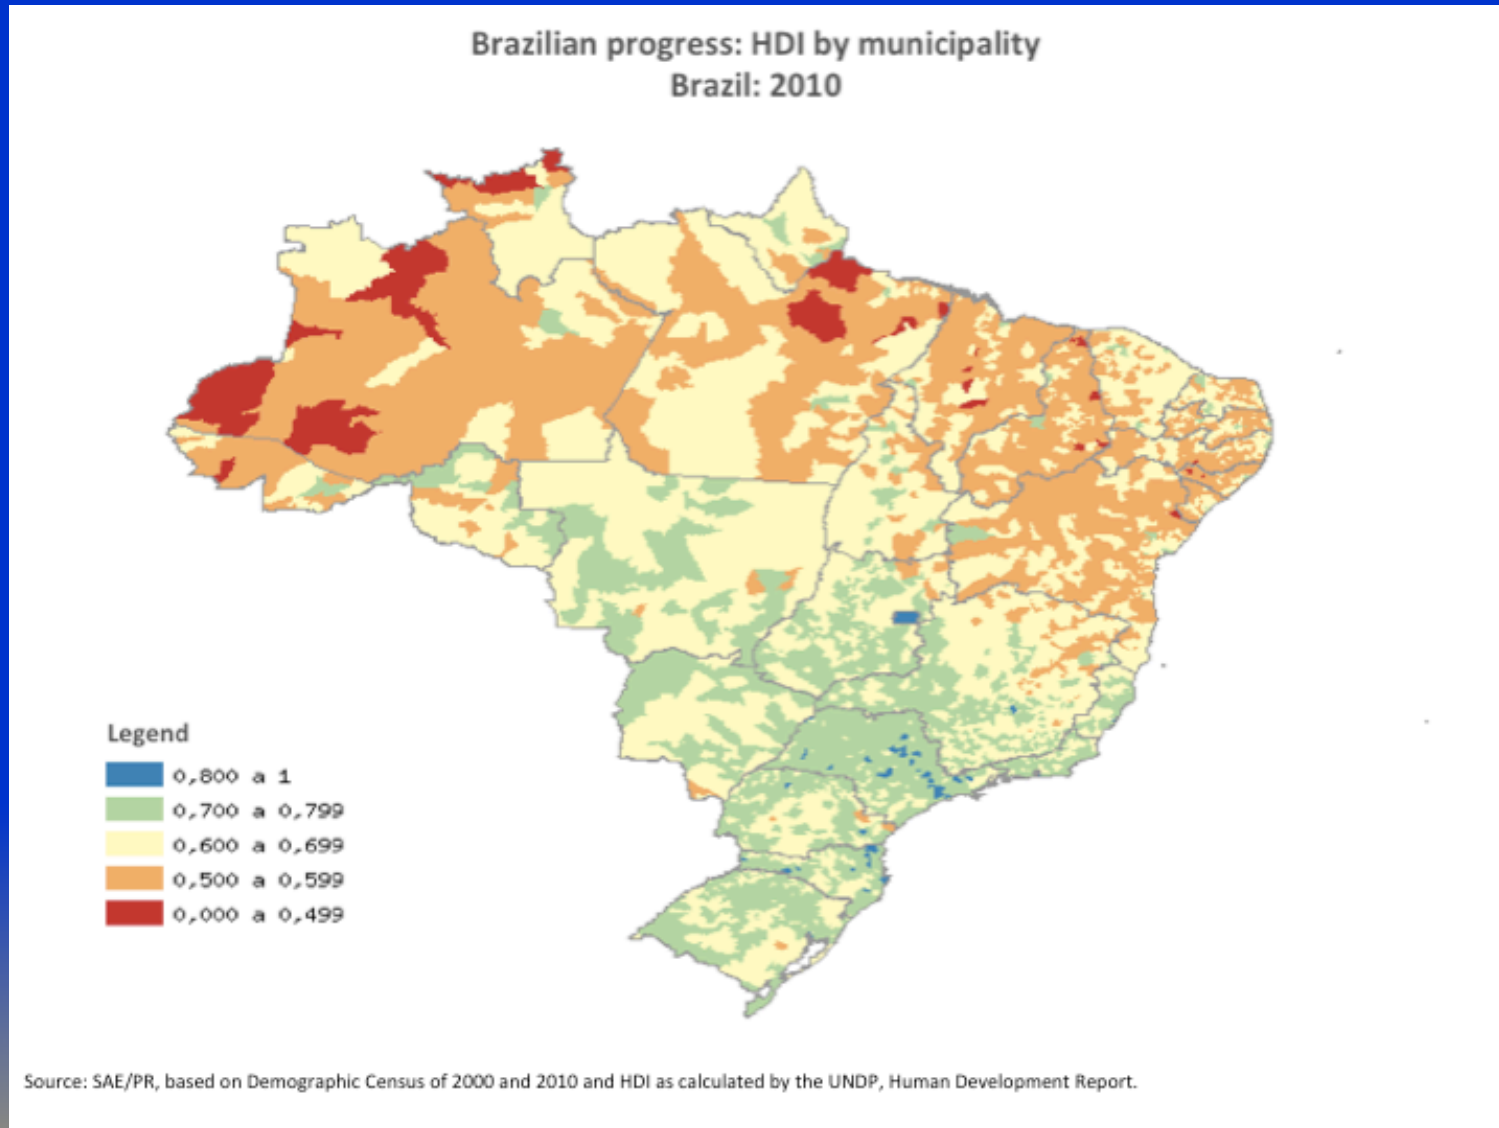 Brazilian progress: HDI by municipality
Brazil: 2010
Legend
0,800 a 1
0,700 a 0,799
0,600 a 0,699
0,500 a 0,599
0,000 a 0,499
Source: SAE/PR, based on Demographic Census of 2000 and 2010 and HDI as calculated by the UNDP, Human Development Report.